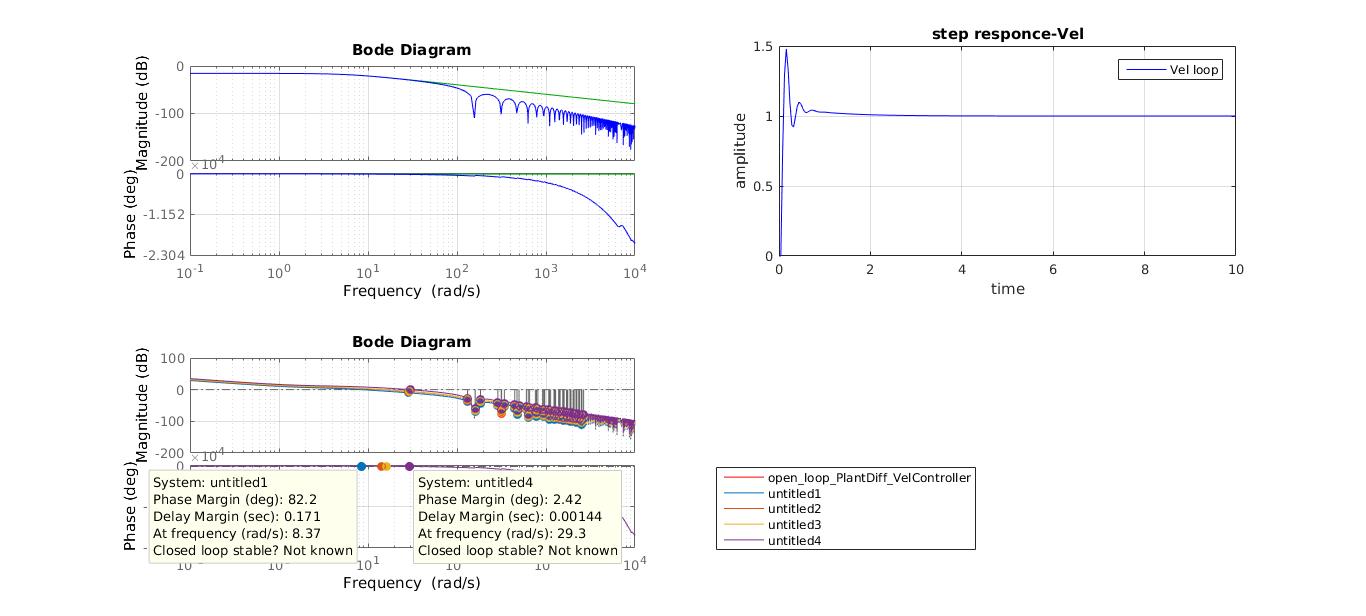 Bode Diagram
Magnitude (dB)
0
-100
-200
×10⁴
Phase (deg)
0
-1.152
-2.304
10⁻¹ 10⁰ 10¹ 10² 10³ 10⁴
Frequency (rad/s)
step responce-Vel
amplitude
1.5
1
0.5
0
Vel loop
0 2 4 6 8 10
time
Bode Diagram
Magnitude (dB)
100
0
-100
-200
×10⁴
Phase (deg)
0
System: untitled1
Phase Margin (deg): 82.2
Delay Margin (sec): 0.171
At frequency (rad/s): 8.37
Closed loop stable? Not known
System: untitled4
Phase Margin (deg): 2.42
Delay Margin (sec): 0.00144
At frequency (rad/s): 29.3
Closed loop stable? Not known
10¹ 10⁴
Frequency (rad/s)
open_loop_PlantDiff_VelController
untitled1
untitled2
untitled3
untitled4